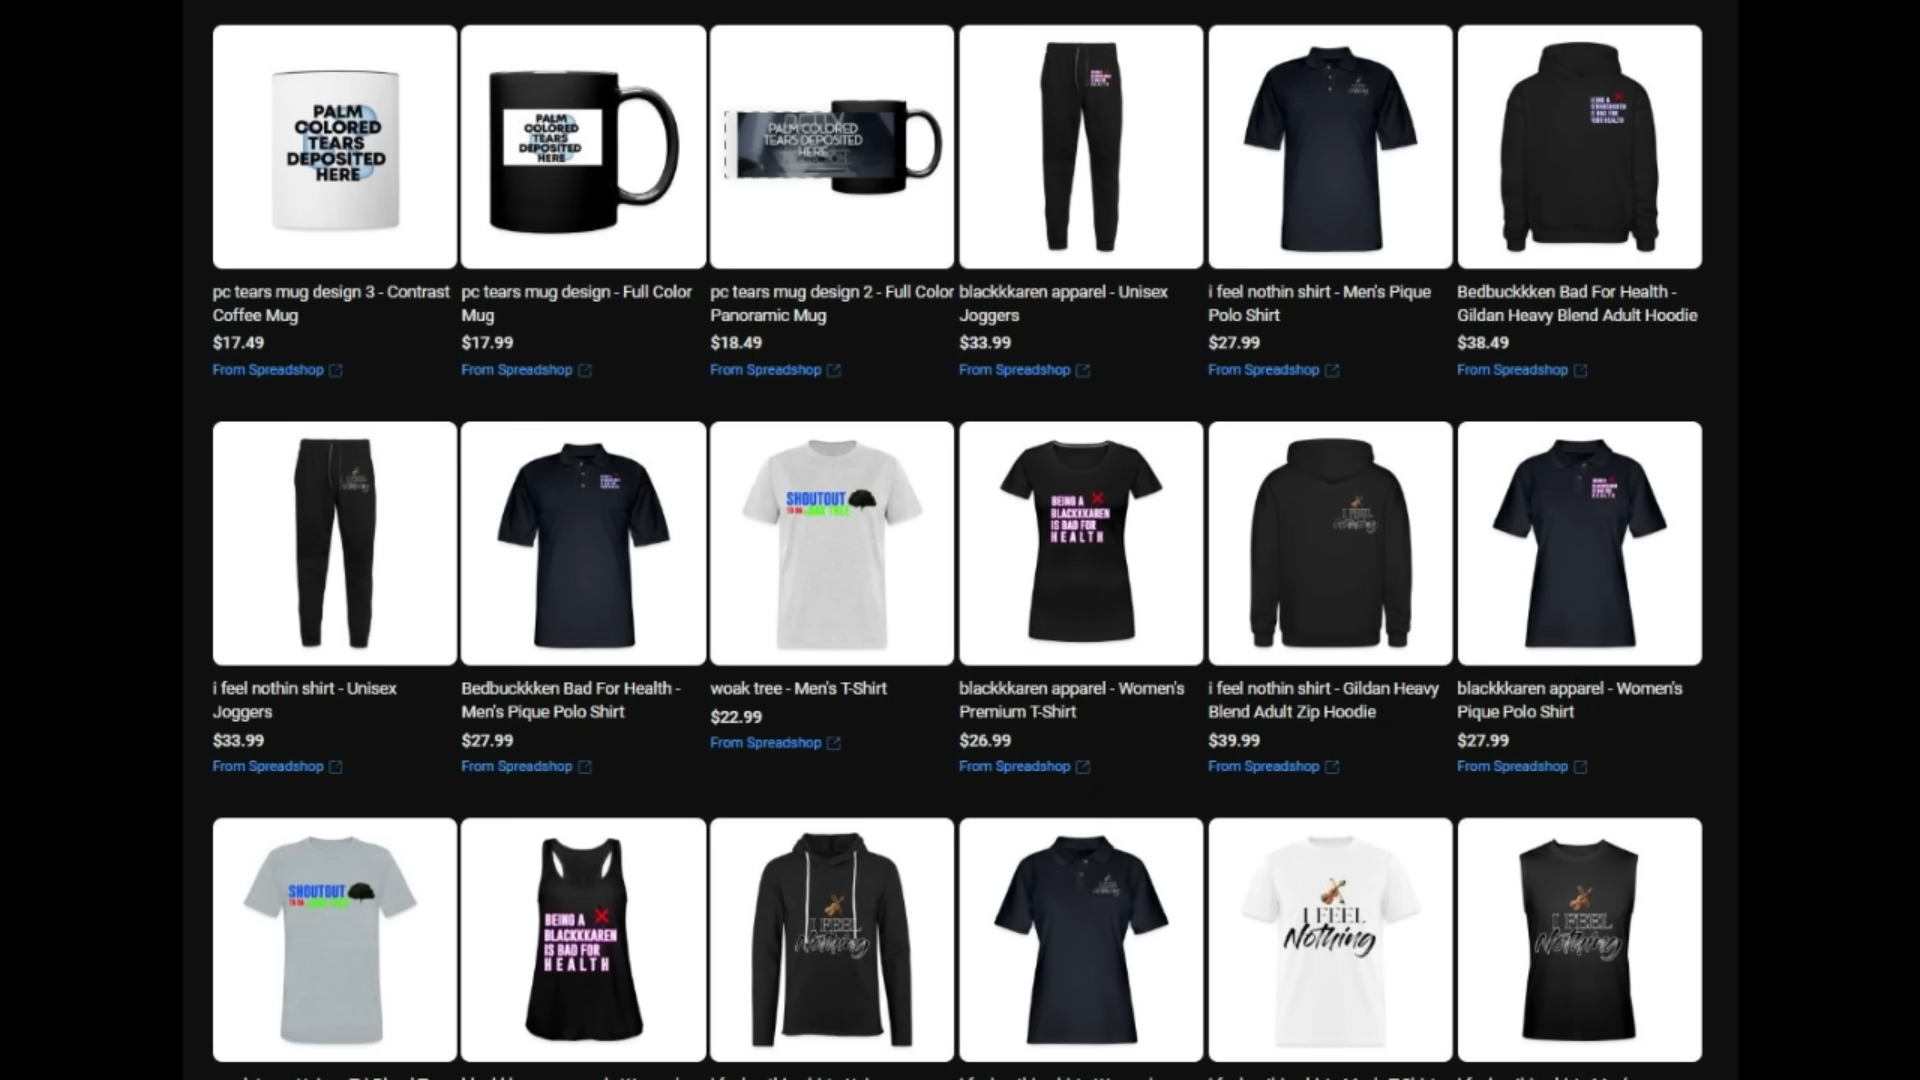 PALM
COLORED
TEARS
DEPOSITED
HERE
PALM
COLORED
TEARS
DEPOSITED
HERE
PALM COLORED
TEARS DEPOSITED
HERE
pc tears mug design 3 - Contrast
Coffee Mug
$17.49
From Spreadshop
pc tears mug design - Full Color
Mug
$17.99
From Spreadshop
pc tears mug design 2 - Full Color
Panoramic Mug
$18.49
From Spreadshop
blackkkaren apparel - Unisex
Joggers
$33.99
From Spreadshop
i feel nothin shirt - Men's Pique
Polo Shirt
$27.99
From Spreadshop
Bedbuckkken Bad For Health -
Gildan Heavy Blend Adult Hoodie
$38.49
From Spreadshop
I FEEL
Nothing
SHOUTOUT
BEING A
BLACKKKAREN
IS BAD FOR
HEALTH
I FEEL
Nothing
i feel nothin shirt - Unisex
Joggers
$33.99
From Spreadshop
Bedbuckkken Bad For Health -
Men's Pique Polo Shirt
$27.99
From Spreadshop
woak tree - Men's T-Shirt
$22.99
From Spreadshop
blackkkaren apparel - Women's
Premium T-Shirt
$26.99
From Spreadshop
i feel nothin shirt - Gildan Heavy
Blend Adult Zip Hoodie
$39.99
From Spreadshop
blackkkaren apparel - Women's
Pique Polo Shirt
$27.99
From Spreadshop
SHOUTOUT
BEING A
BLACKKKAREN
IS BAD FOR
HEALTH
I FEEL
Nothing
I FEEL
Nothing
I FEEL
Nothing